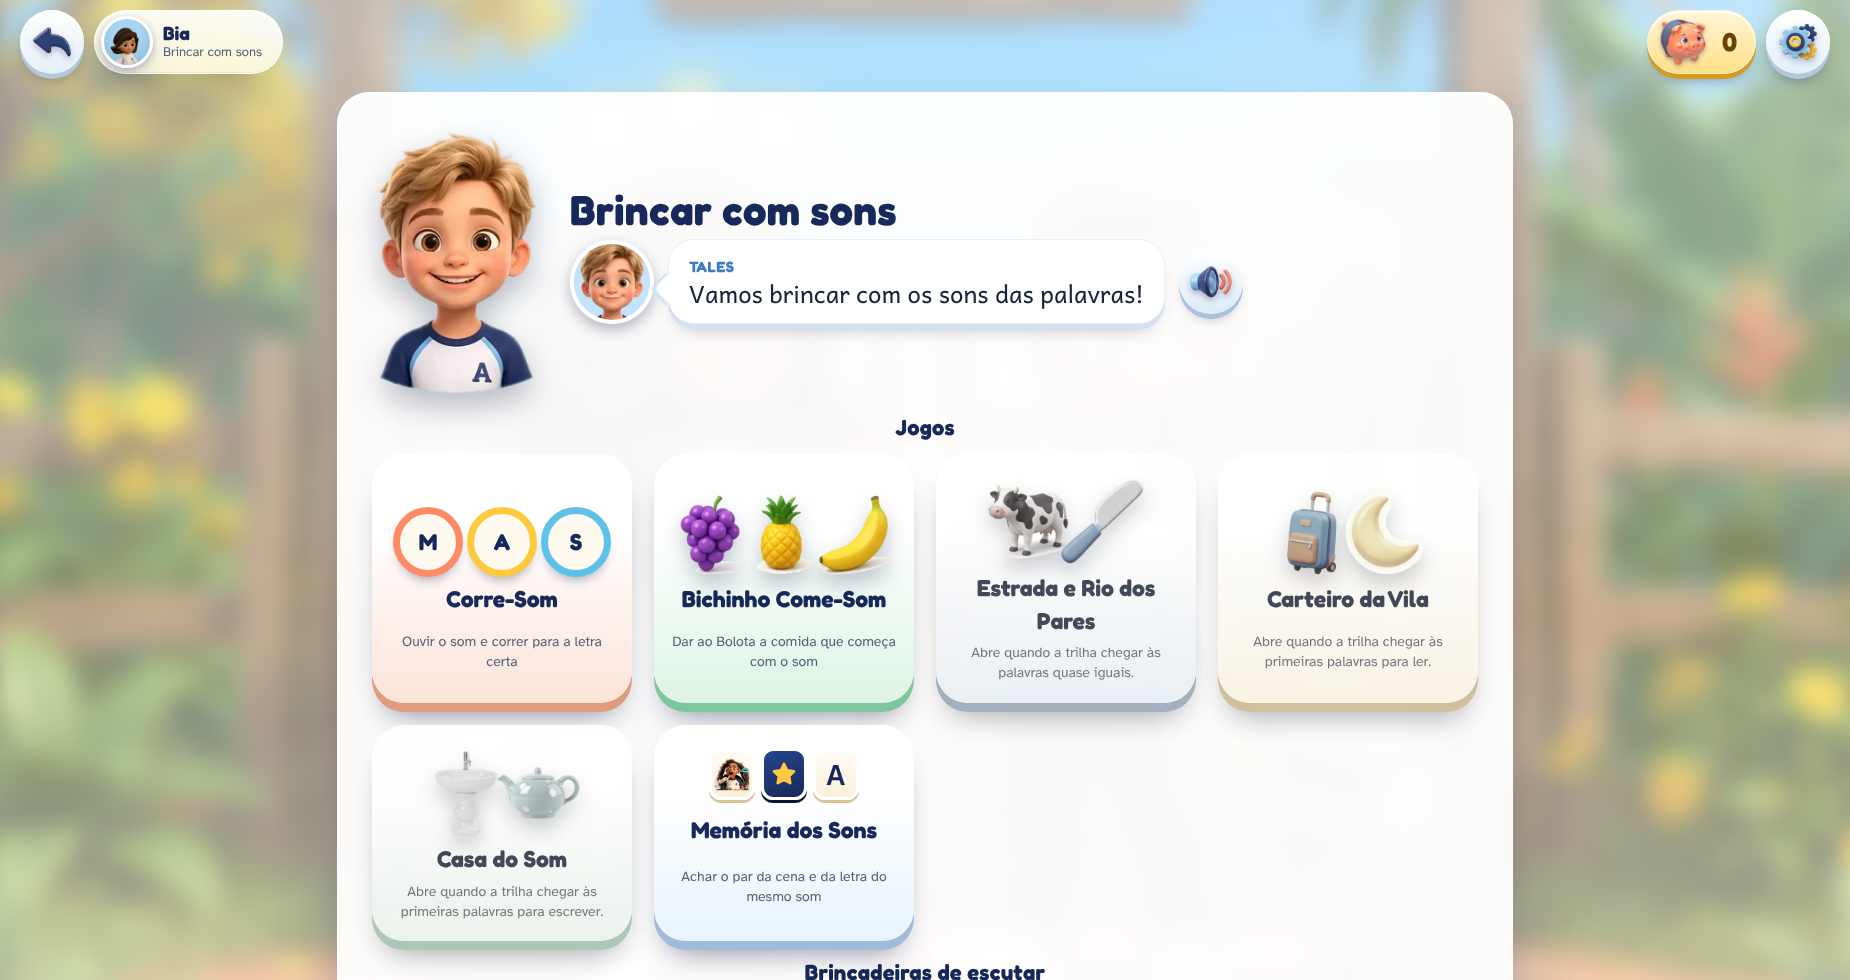 Bia
Brincar com sons
0
Brincar com sons
TALES
Vamos brincar com os sons das palavras!
A
Jogos
M A S
Corre-Som
Ouvir o som e correr para a letra
certa
Bichinho Come-Som
Dar ao Bolota a comida que começa
com o som
Estrada e Rio dos
Pares
Abre quando a trilha chegar às
palavras quase iguais.
Carteiro da Vila
Abre quando a trilha chegar às
primeiras palavras para ler.
Casa do Som
Abre quando a trilha chegar às
primeiras palavras para escrever.
A
Memória dos Sons
Achar o par da cena e da letra do
mesmo som
Brincadeiras de escutar